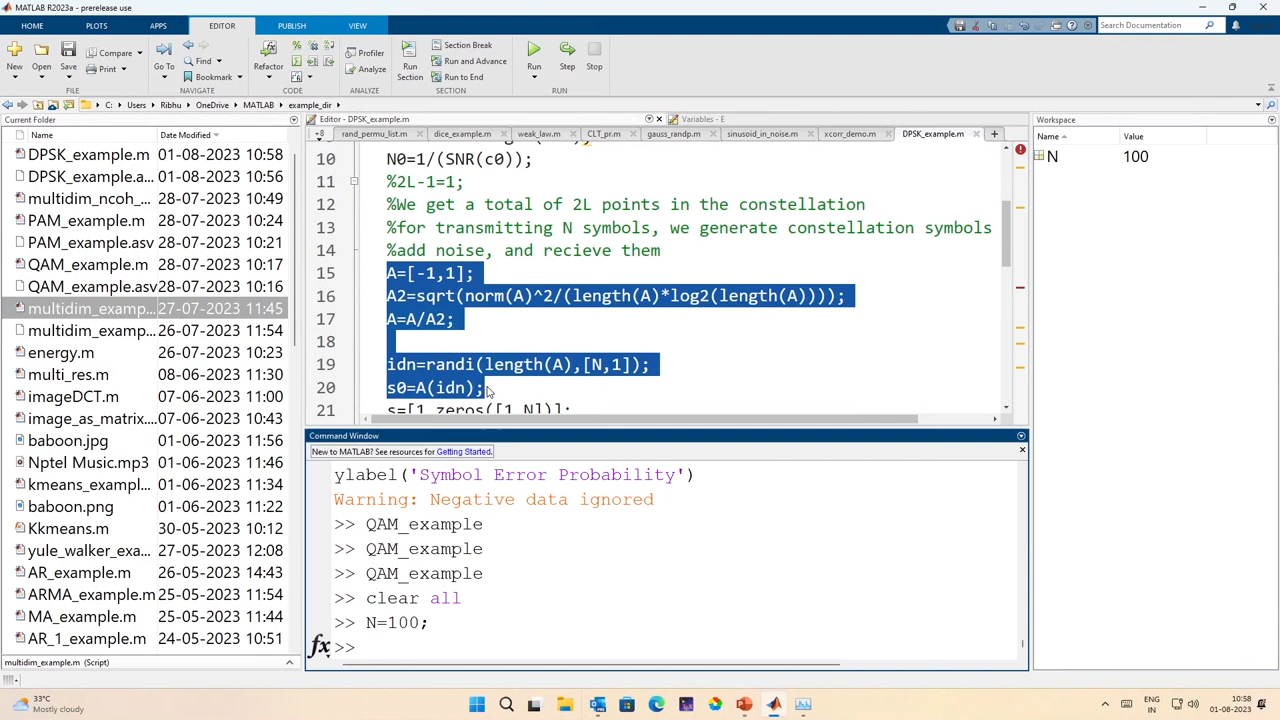 MATLAB R2023a - prerelease use
HOME PLOTS APPS EDITOR PUBLISH VIEW
Search Documentation
New Open Save Compare Print Go To Find Bookmark Refactor Profiler Analyze Run Section Section Break Run and Advance Run to End Run Step Stop
FILE NAVIGATE CODE ANALYZE SECTION RUN
C: Users Ribhu OneDrive MATLAB example_dir
Current Folder
Name Date Modified
DPSK_example.m 01-08-2023 10:58
DPSK_example.a... 01-08-2023 10:56
multidim_ncoh_... 28-07-2023 10:49
PAM_example.m 28-07-2023 10:24
PAM_example.asv 28-07-2023 10:21
QAM_example.m 28-07-2023 10:17
QAM_example.asv 28-07-2023 10:16
multidim_examp... 27-07-2023 11:45
multidim_examp... 26-07-2023 11:54
energy.m 26-07-2023 10:23
multi_res.m 08-06-2023 11:30
imageDCT.m 07-06-2023 11:00
image_as_matrix... 07-06-2023 10:43
baboon.jpg 01-06-2023 11:56
Nptel Music.mp3 01-06-2023 11:46
kmeans_exampl... 01-06-2023 11:34
baboon.png 01-06-2023 11:22
Kkmeans.m 30-05-2023 10:12
yule_walker_exa... 27-05-2023 12:08
AR_example.m 26-05-2023 14:43
ARMA_example.m 25-05-2023 11:54
MA_example.m 25-05-2023 11:44
AR_1_example.m 24-05-2023 10:51
multidim_example.m (Script)
Editor - DPSK_example.m Variables - E
+8 rand_permu_list.m dice_example.m weak_law.m CLT_pr.m gauss_randp.m sinusoid_in_noise.m xcorr_demo.m DPSK_example.m
10 N0=1/(SNR(c0));
11 %2L-1=1;
12 %We get a total of 2L points in the constellation
13 %for transmitting N symbols, we generate constellation symbols
14 %add noise, and recieve them
15 A=[-1,1];
16 A2=sqrt(norm(A)^2/(length(A)*log2(length(A))));
17 A=A/A2;
18
19 idn=randi(length(A),[N,1]);
20 s0=A(idn);
21 s=[1 zeros([1 N])];
Command Window
New to MATLAB? See resources for Getting Started.
ylabel('Symbol Error Probability')
Warning: Negative data ignored
>> QAM_example
>> QAM_example
>> QAM_example
>> clear all
>> N=100;
fx >>
Workspace
Name Value
N 100
33°C
Mostly cloudy
ENG
IN
10:58
01-08-2023